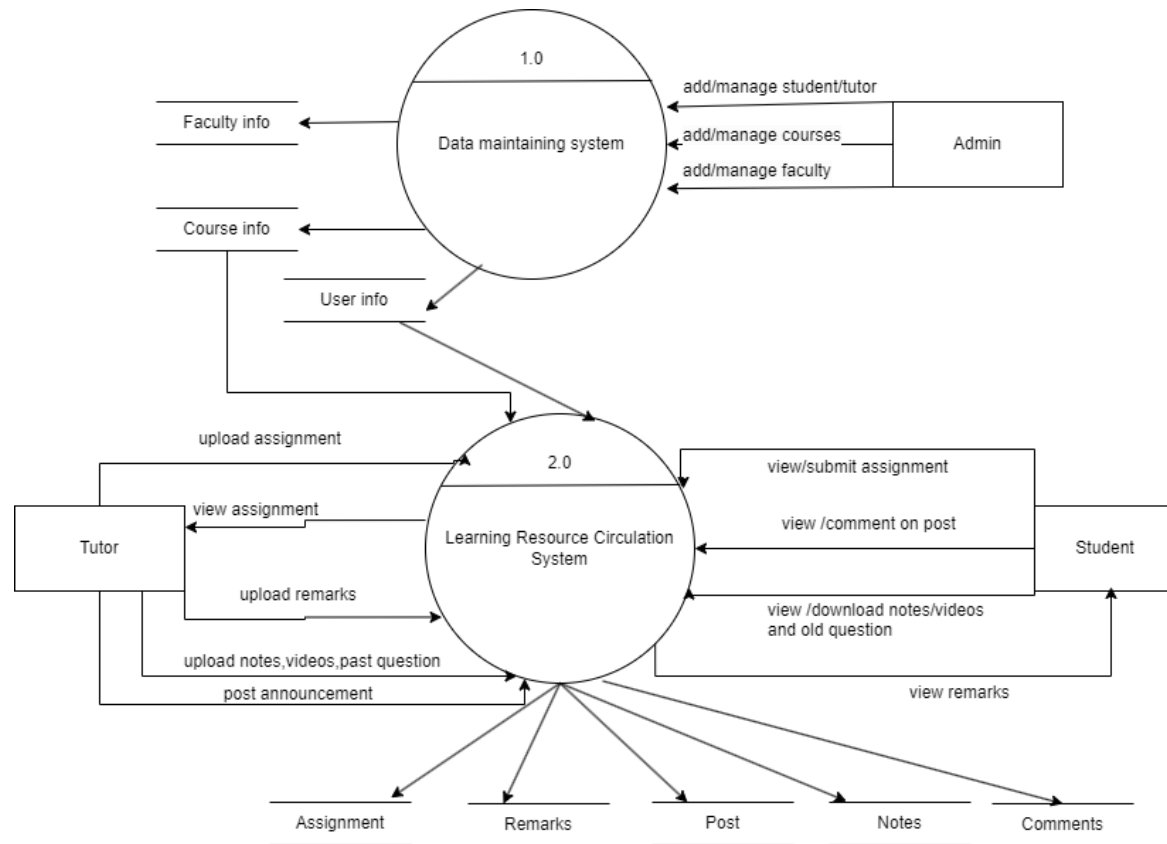 1.0
add/manage student/tutor
Faculty info
Data maintaining system
add/manage courses
Admin
add/manage faculty
Course info
User info
upload assignment
2.0
view/submit assignment
view assignment
view /comment on post
Tutor
Learning Resource Circulation
System
Student
upload remarks
view /download notes/videos
and old question
upload notes,videos,past question
post announcement
view remarks
Assignment
Remarks
Post
Notes
Comments